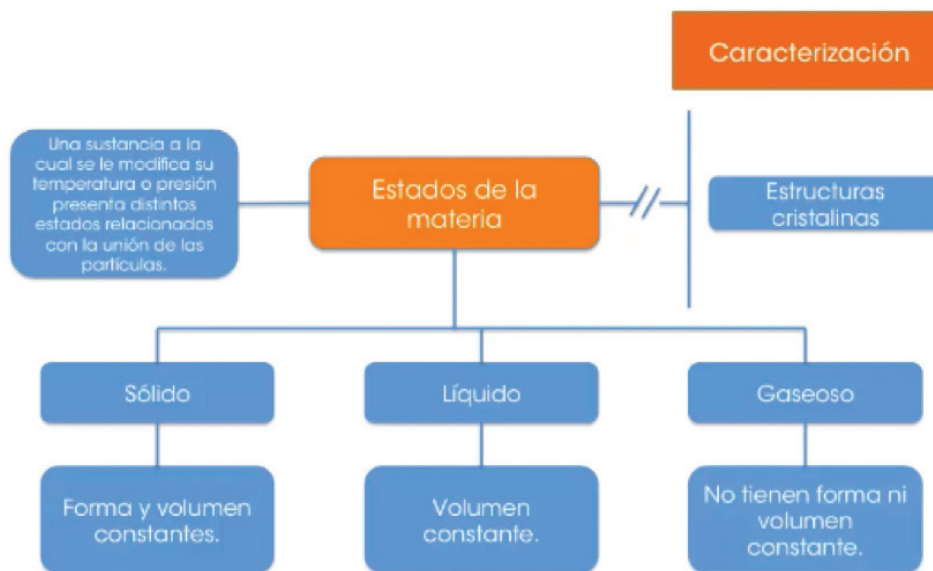 Caracterización
Una sustancia a la
cual se le modifica su
temperatura o presión
presenta distintos
estados relacionados
con la unión de las
partículas.
Estados de la
materia
Estructuras
cristalinas
Sólido
Líquido
Gaseoso
Forma y volumen
constantes.
Volumen
constante.
No tienen forma ni
volumen
constante.